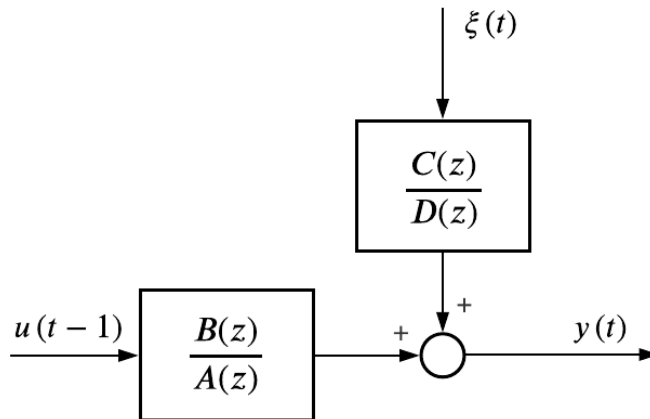 ξ(t)
C(z)
D(z)
+
u(t − 1)
B(z)
A(z)
+
y(t)